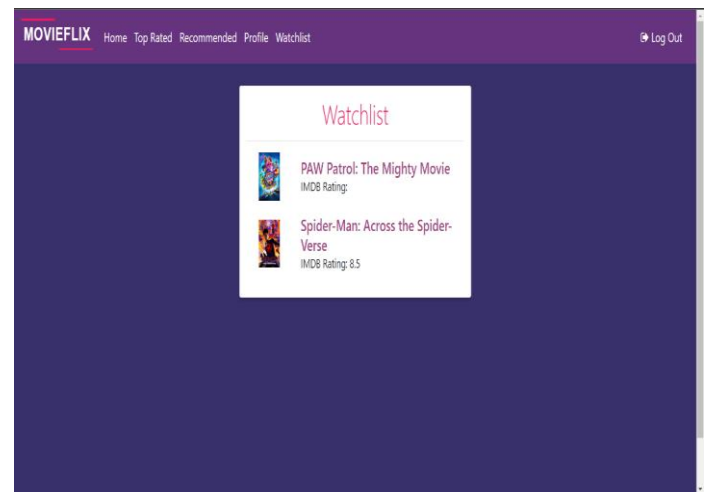 MOVIEFLIX Home Top Rated Recommended Profile Watchlist Log Out
Watchlist
PAW Patrol: The Mighty Movie
IMDB Rating:
Spider-Man: Across the Spider-
Verse
IMDB Rating: 8.5